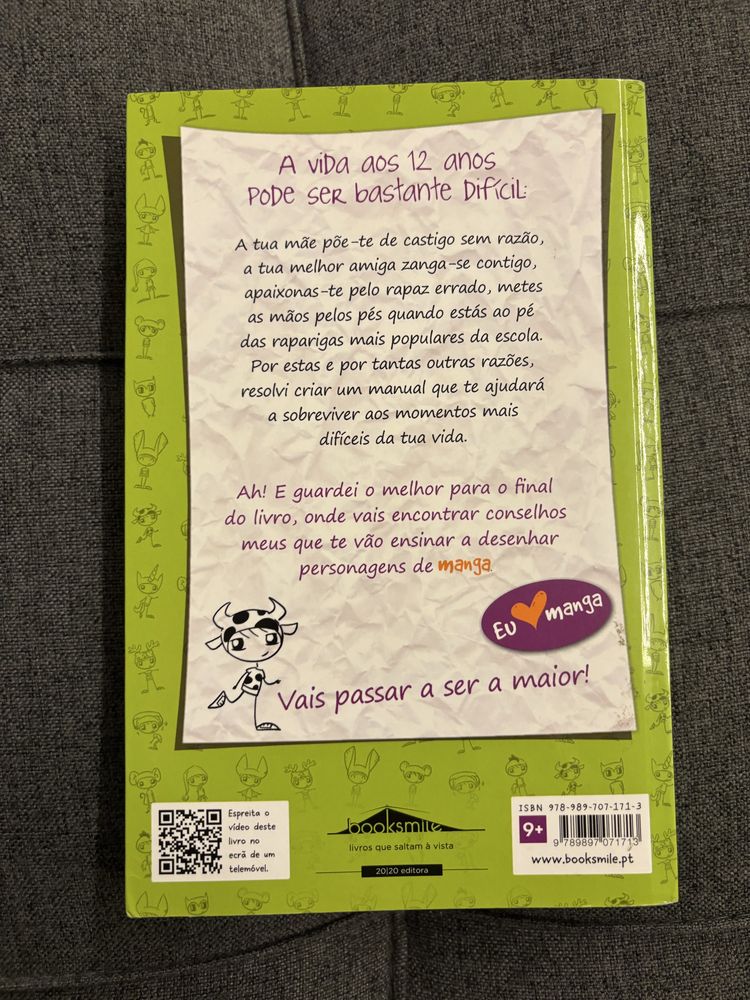 A vida aos 12 anos
pode ser bastante difícil:
A tua mãe põe-te de castigo sem razão,
a tua melhor amiga zanga-se contigo,
apaixonas-te pelo rapaz errado, metes
as mãos pelos pés quando estás ao pé
das raparigas mais populares da escola.
Por estas e por tantas outras razões,
resolvi criar um manual que te ajudará
a sobreviver aos momentos mais
difíceis da tua vida.
Ah! E guardei o melhor para o final
do livro, onde vais encontrar conselhos
meus que te vão ensinar a desenhar
personagens de manga.
Eu manga
Vais passar a ser a maior!
Espreita o
vídeo deste
livro no
ecrã de um
telemóvel.
booksmile
livros que saltam à vista
20|20 editora
ISBN 978-989-707-171-3
9+
9 789897 071713
www.booksmile.pt